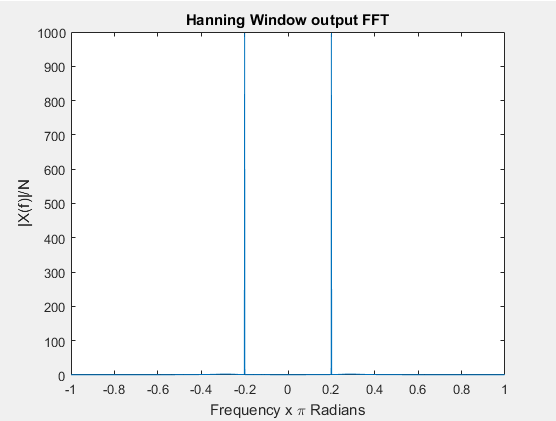 Hanning Window output FFT
1000
900
800
700
600
500
400
300
200
100
0
|X(f)|/N
-1 -0.8 -0.6 -0.4 -0.2 0 0.2 0.4 0.6 0.8 1
Frequency x π Radians